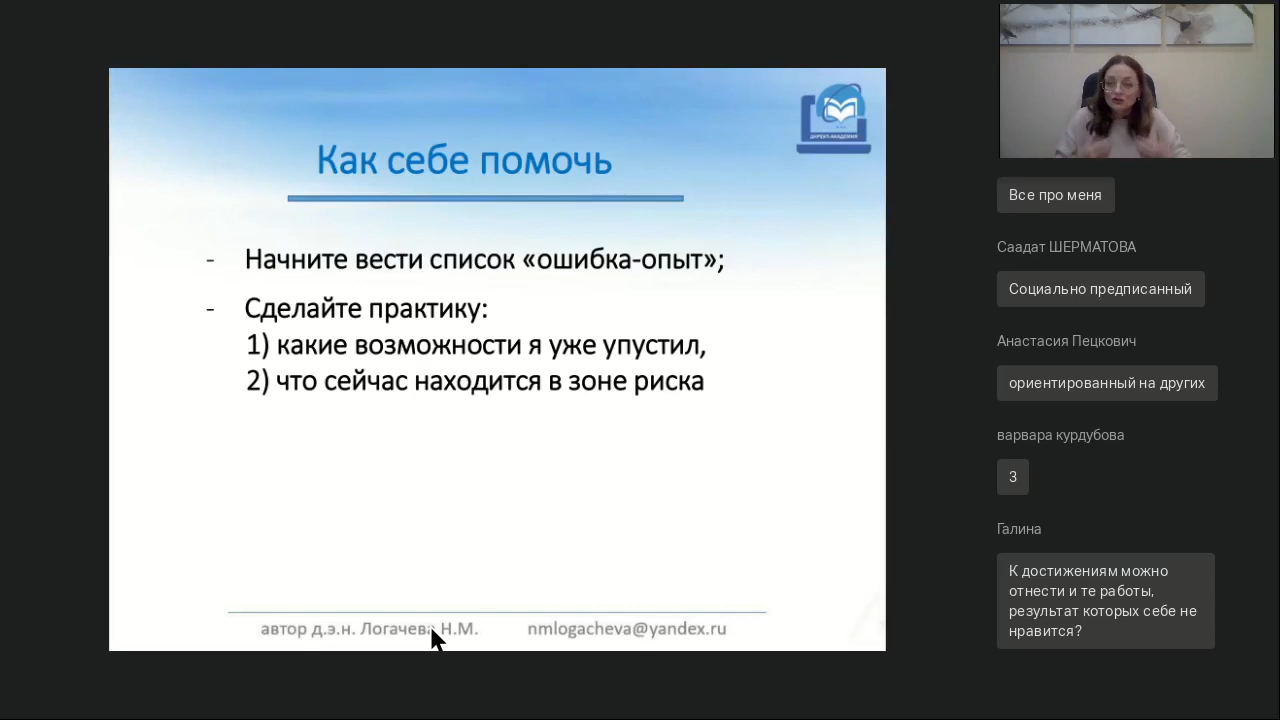 ДИРЕКТ-АКАДЕМИЯ
Как себе помочь
- Начните вести список «ошибка-опыт»;
- Сделайте практику:
1) какие возможности я уже упустил,
2) что сейчас находится в зоне риска
автор д.э.н. Логачева Н.М. nmlogacheva@yandex.ru
Все про меня
Саадат ШЕРМАТОВА
Социально предписанный
Анастасия Пецкович
ориентированный на других
варвара курдубова
3
Галина
К достижениям можно
отнести и те работы,
результат которых себе не
нравится?